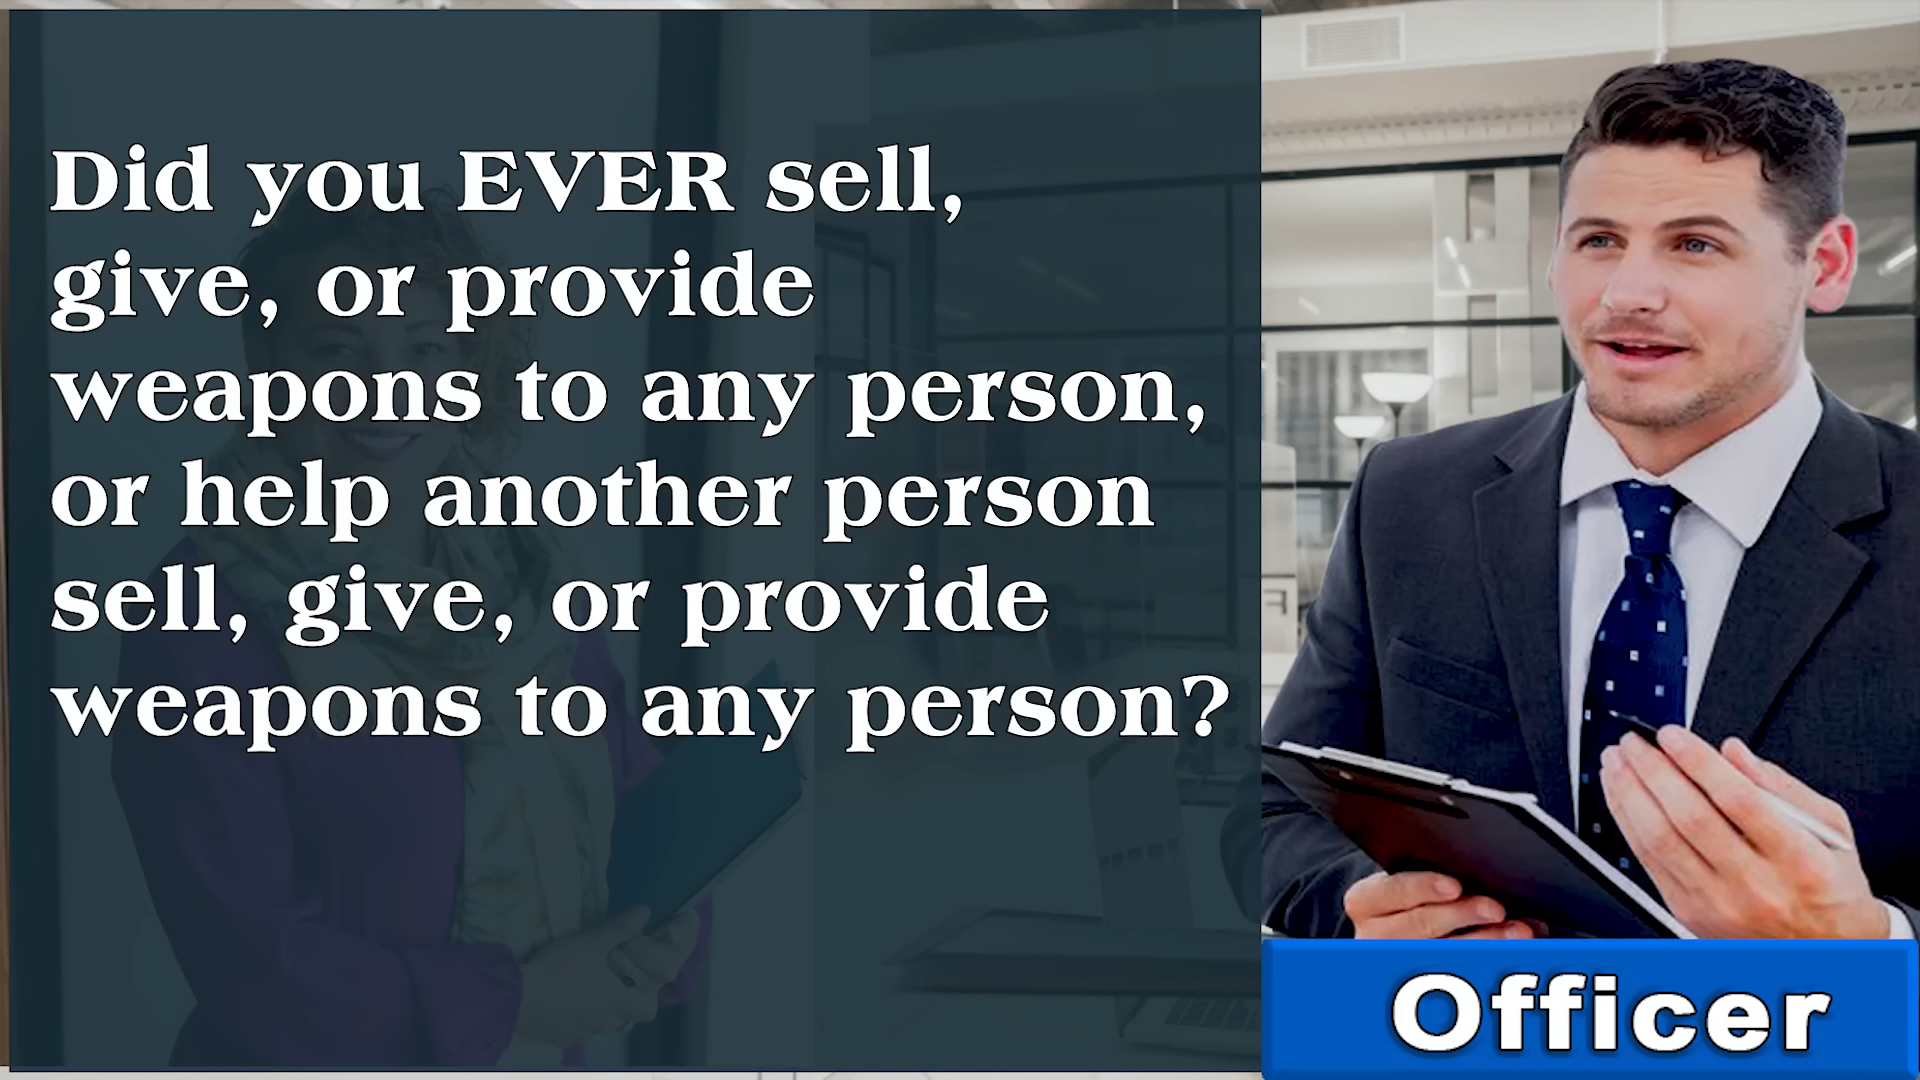 Did you EVER sell,
give, or provide
weapons to any person,
or help another person
sell, give, or provide
weapons to any person?
Officer